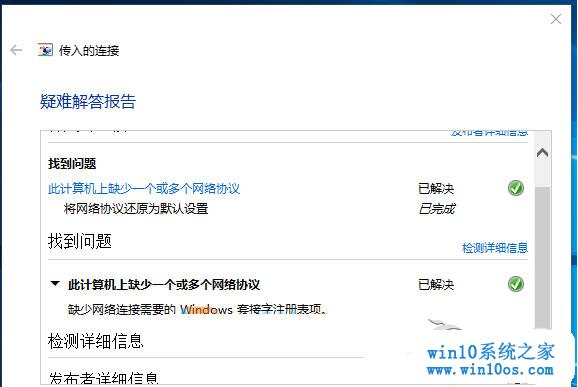 传入的连接
疑难解答报告
发布者详细信息
找到问题
此计算机上缺少一个或多个网络协议 已解决
将网络协议还原为默认设置 已完成
找到问题
检测详细信息
此计算机上缺少一个或多个网络协议 已解决
缺少网络连接需要的 Windows 套接字注册表项。
检测详细信息
发布者详细信息
win10系统之家
www.win10os.com